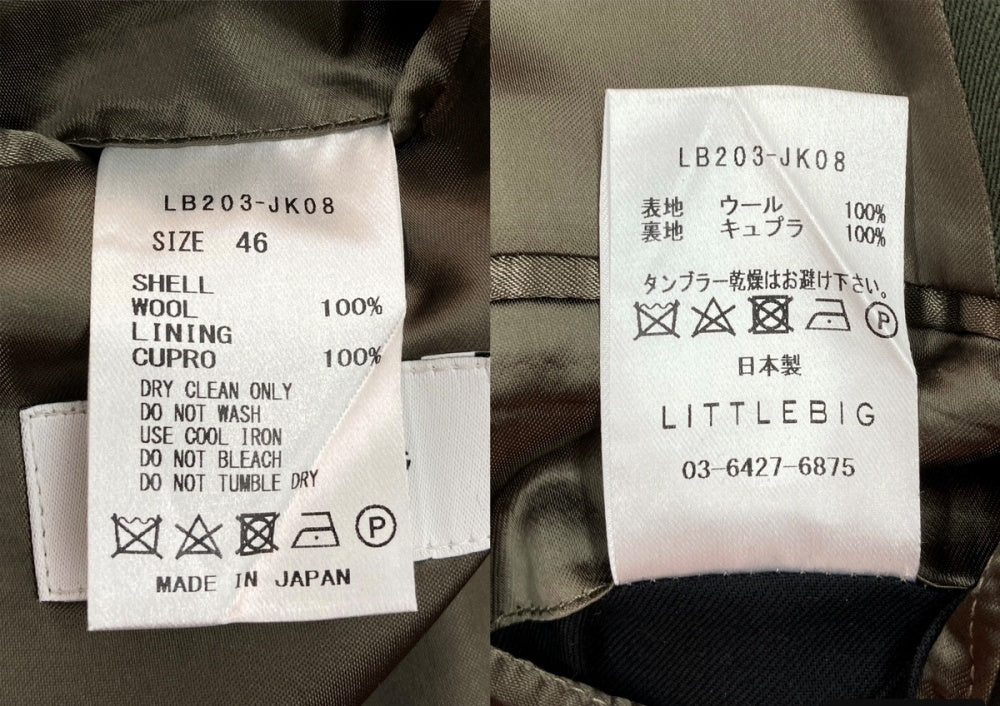 LB203-JK08
SIZE 46
SHELL
WOOL 100%
LINING
CUPRO 100%
DRY CLEAN ONLY
DO NOT WASH
USE COOL IRON
DO NOT BLEACH
DO NOT TUMBLE DRY
P
MADE IN JAPAN
LB203-JK08
表地 ウール 100%
裏地 キュプラ 100%
タンブラー乾燥はお避け下さい。
P
日本製
LITTLEBIG
03-6427-6875